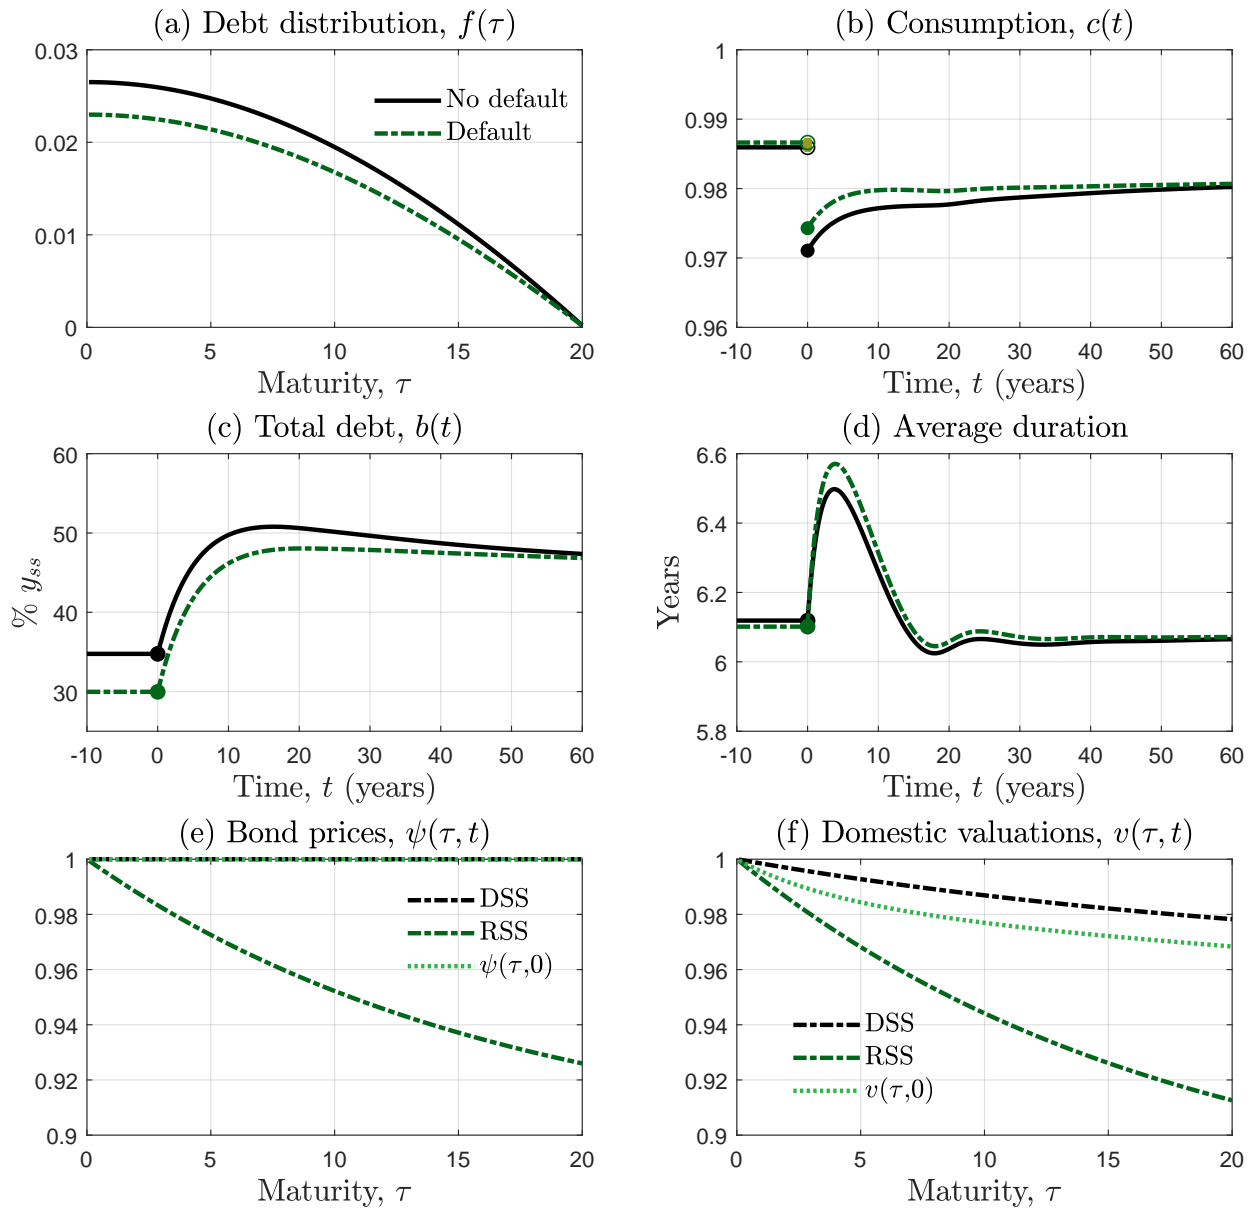 (a) Debt distribution, f(τ)
0.03
0.02
0.01
0
No default
Default
0 5 10 15 20
Maturity, τ
(b) Consumption, c(t)
1
0.99
0.98
0.97
0.96
-10 0 10 20 30 40 50 60
Time, t (years)
(c) Total debt, b(t)
% y_ss
60
50
40
30
-10 0 10 20 30 40 50 60
Time, t (years)
(d) Average duration
Years
6.6
6.4
6.2
6
5.8
-10 0 10 20 30 40 50 60
Time, t (years)
(e) Bond prices, ψ(τ, t)
1
0.98
0.96
0.94
0.92
0.9
DSS
RSS
ψ(τ,0)
0 5 10 15 20
Maturity, τ
(f) Domestic valuations, v(τ, t)
1
0.98
0.96
0.94
0.92
0.9
DSS
RSS
v(τ,0)
0 5 10 15 20
Maturity, τ